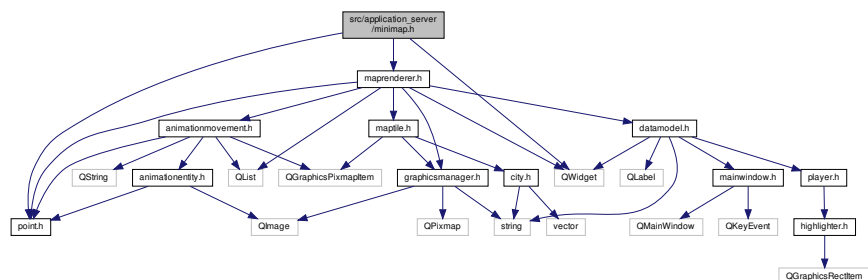 src/application_server
/minimap.h
maprenderer.h
animationmovement.h
maptile.h
datamodel.h
QString
animationentity.h
QList
QGraphicsPixmapItem
graphicsmanager.h
city.h
QWidget
QLabel
mainwindow.h
player.h
point.h
QImage
QPixmap
string
vector
QMainWindow
QKeyEvent
highlighter.h
QGraphicsRectItem